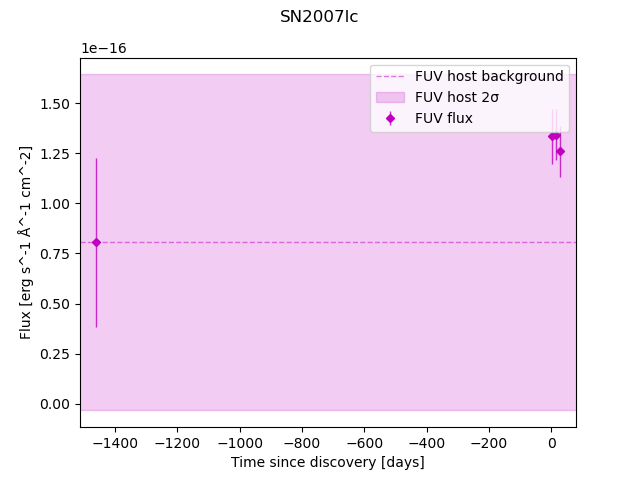 SN2007lc
1e−16
FUV host background
FUV host 2σ
FUV flux
1.50
1.25
1.00
0.75
0.50
0.25
0.00
Flux [erg s^-1 Å^-1 cm^-2]
−1400 −1200 −1000 −800 −600 −400 −200 0
Time since discovery [days]